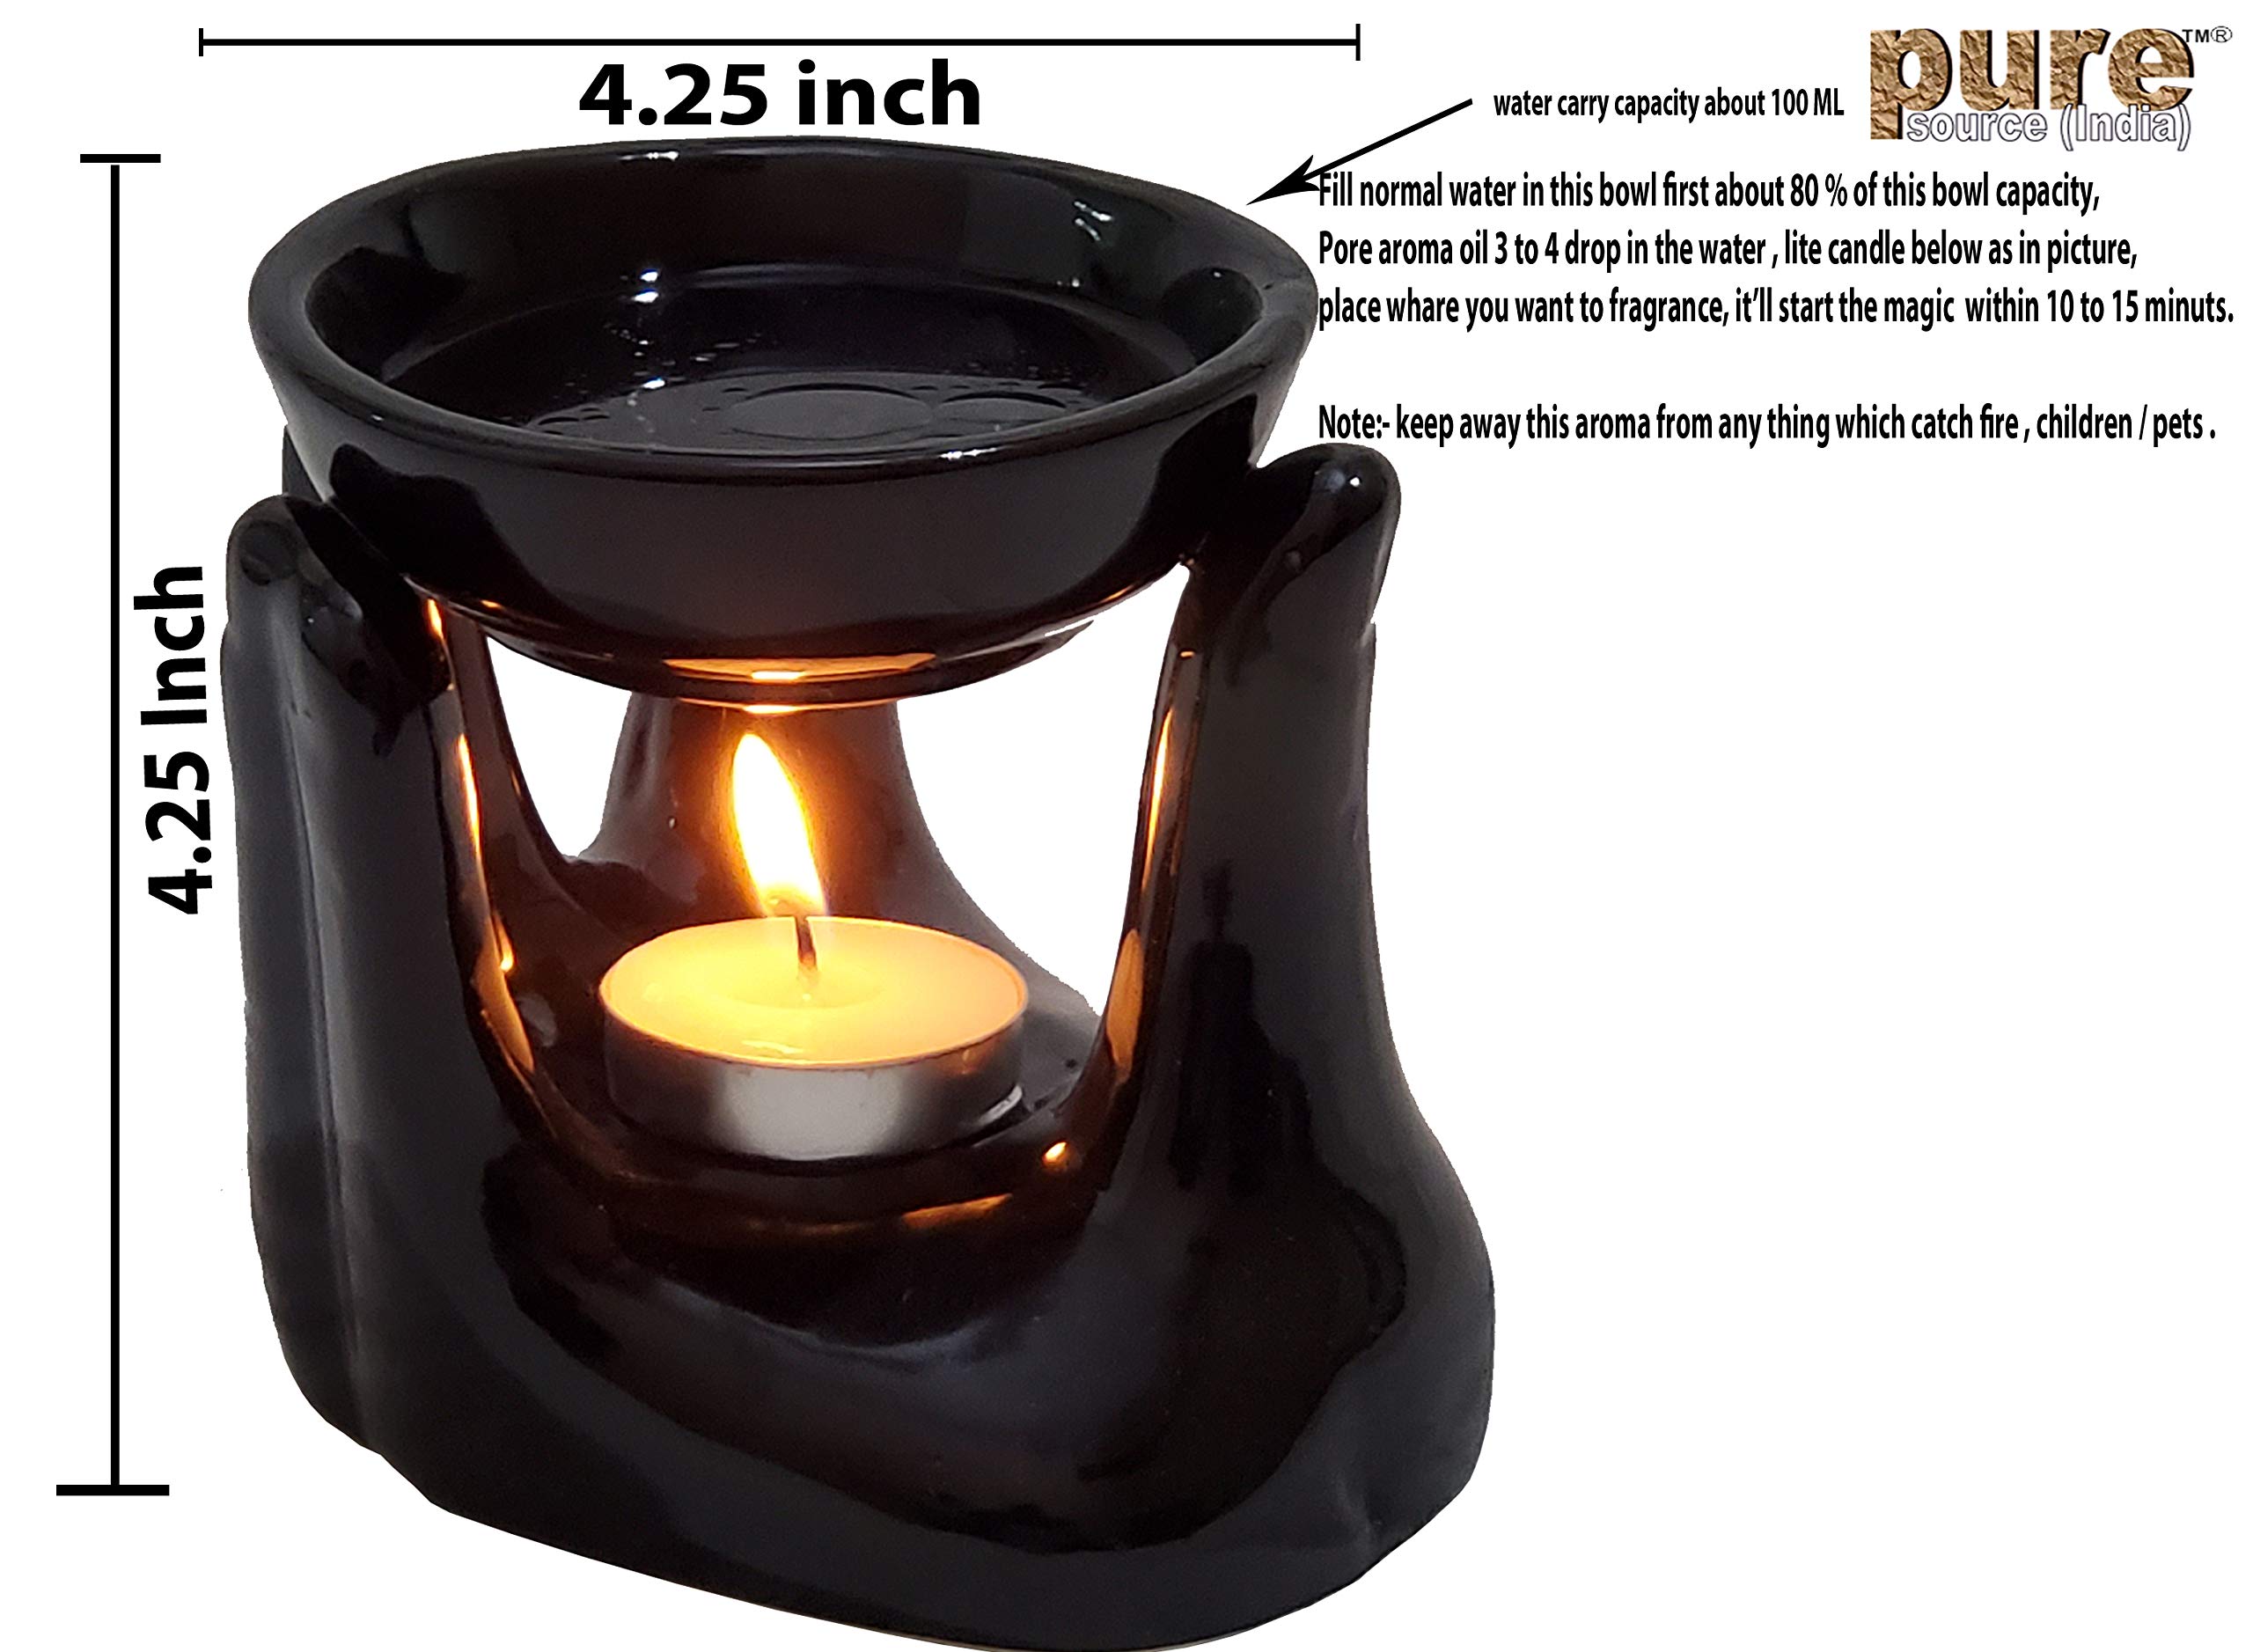 4.25 inch
water carry capacity about 100 ML
pure™®
source (India)
Fill normal water in this bowl first about 80 % of this bowl capacity,
Pore aroma oil 3 to 4 drop in the water , lite candle below as in picture,
place whare you want to fragrance, it’ll start the magic within 10 to 15 minuts.
Note:- keep away this aroma from any thing which catch fire , children / pets .
4.25 Inch